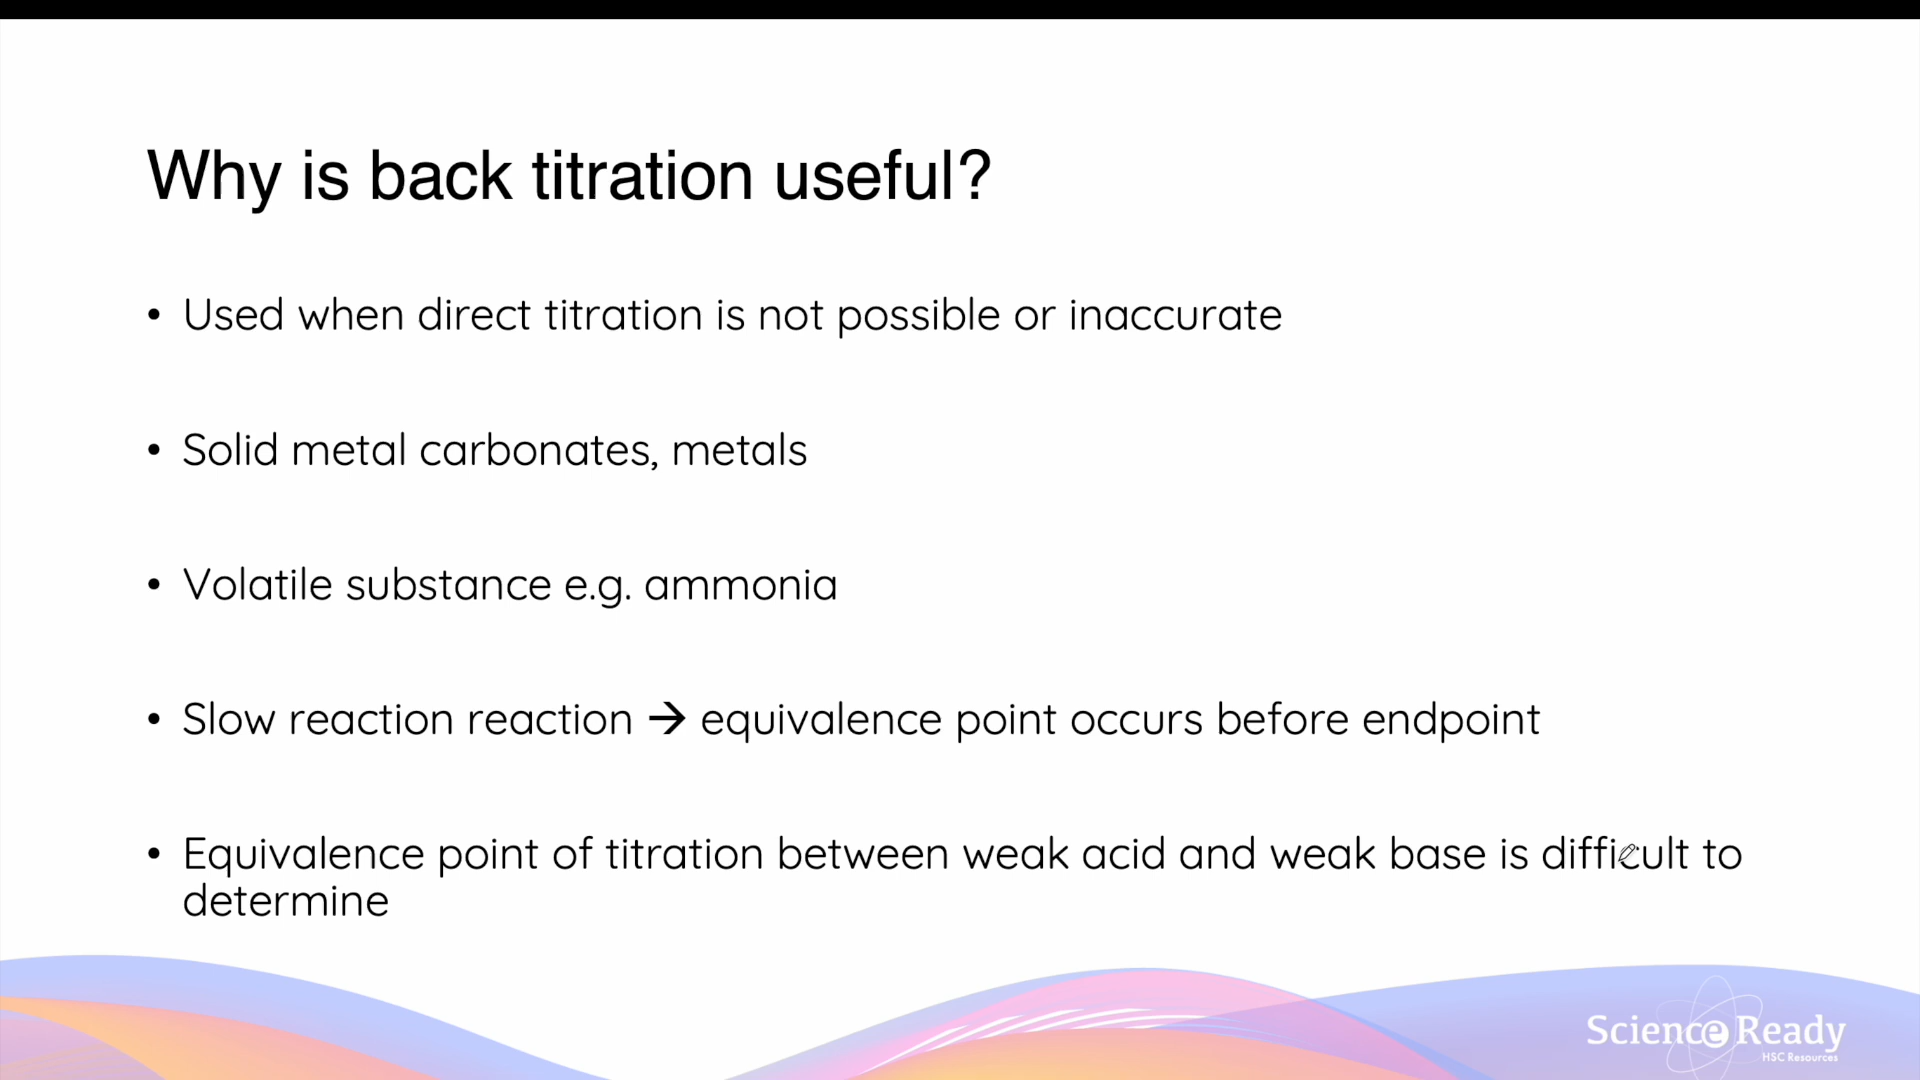 Why is back titration useful?
• Used when direct titration is not possible or inaccurate
• Solid metal carbonates, metals
• Volatile substance e.g. ammonia
• Slow reaction reaction → equivalence point occurs before endpoint
• Equivalence point of titration between weak acid and weak base is difficult to
determine
Science Ready
HSC Resources